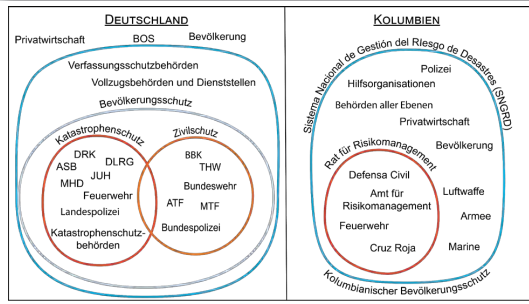 DEUTSCHLAND
Privatwirtschaft
BOS
Bevölkerung
Verfassungsschutzbehörden
Vollzugsbehörden und Dienststellen
Bevölkerungsschutz
Katastrophenschutz
DRK
ASB
DLRG
JUH
MHD
Feuerwehr
Landespolizei
Katastrophenschutz-
behörden
Zivilschutz
BBK
THW
Bundeswehr
ATF
MTF
Bundespolizei
KOLUMBIEN
Sistema Nacional de Gestión del RIesgo de Desastres (SNGRD)
Polizei
Hilfsorganisationen
Behörden aller Ebenen
Privatwirtschaft
Bevölkerung
Rat für Risikomanagement
Defensa Civil
Amt für
Risikomanagement
Feuerwehr
Cruz Roja
Luftwaffe
Armee
Marine
Kolumbianischer Bevölkerungsschutz